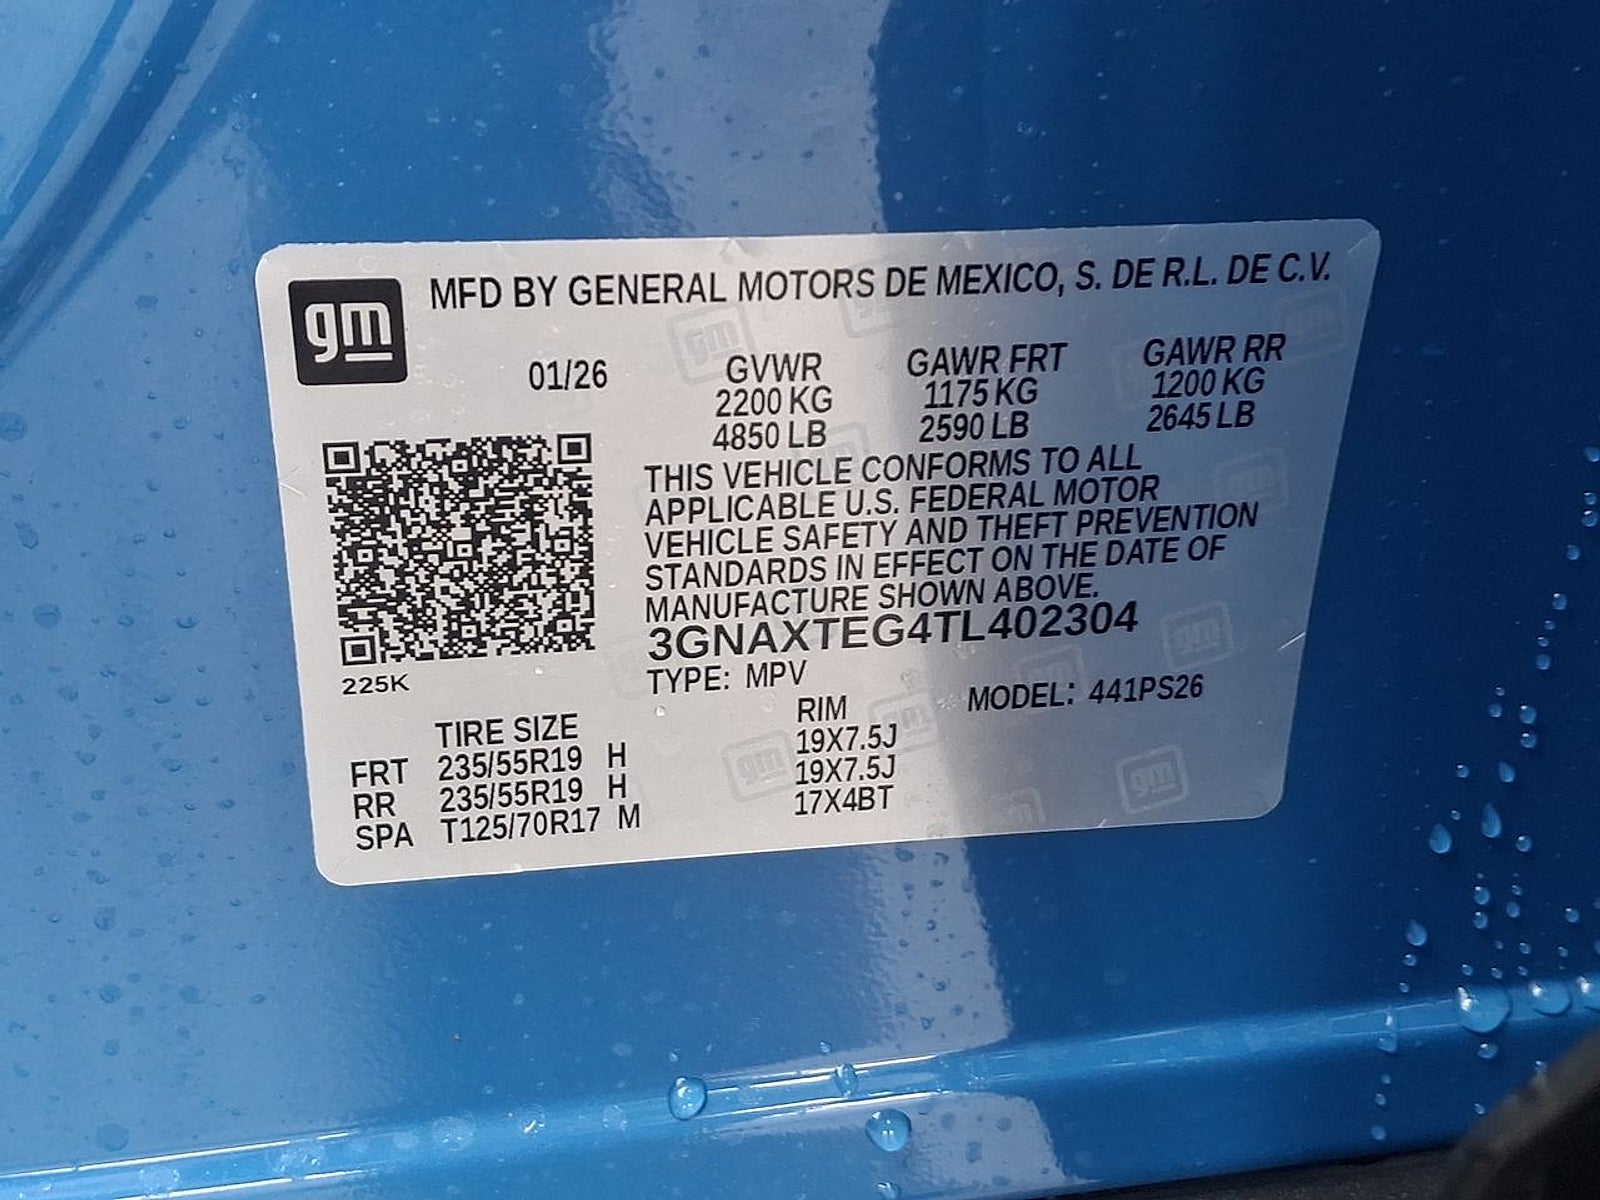 gm
MFD BY GENERAL MOTORS DE MEXICO, S. DE R.L. DE C.V.
01/26 GVWR GAWR FRT GAWR RR
2200 KG 1175 KG 1200 KG
4850 LB 2590 LB 2645 LB
THIS VEHICLE CONFORMS TO ALL
APPLICABLE U.S. FEDERAL MOTOR
VEHICLE SAFETY AND THEFT PREVENTION
STANDARDS IN EFFECT ON THE DATE OF
MANUFACTURE SHOWN ABOVE.
3GNAXTEG4TL402304
225K
TYPE: MPV MODEL: 441PS26
TIRE SIZE RIM
FRT 235/55R19 H 19X7.5J
RR 235/55R19 H 19X7.5J
SPA T125/70R17 M 17X4BT